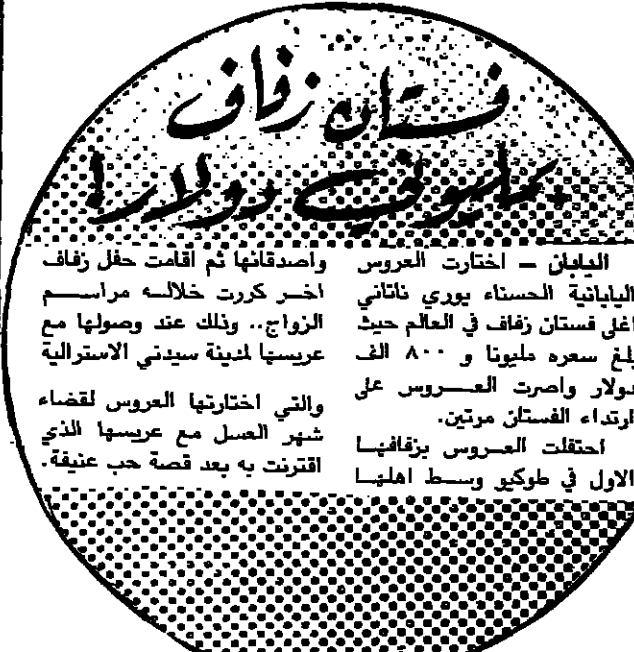 فستان زفاف
بمليوني دولار!
اليابان – اختارت العروس
اليابانية الحسناء يوري ناتاني
اغلى فستان زفاف في العالم حيث
بلغ سعره مليونا و ٨٠٠ الف
دولار واصرت العروس على
ارتداء الفستان مرتين.
احتفلت العروس بزفافها
الاول في طوكيو وسط اهلها
واصدقائها ثم اقامت حفل زفاف
اخر كررت خلاله مراسم
الزواج.. وذلك عند وصولها مع
عريسها لمدينة سيدني الاسترالية
والتي اختارتها العروس لقضاء
شهر العسل مع عريسها الذي
اقترنت به بعد قصة حب عنيفة.